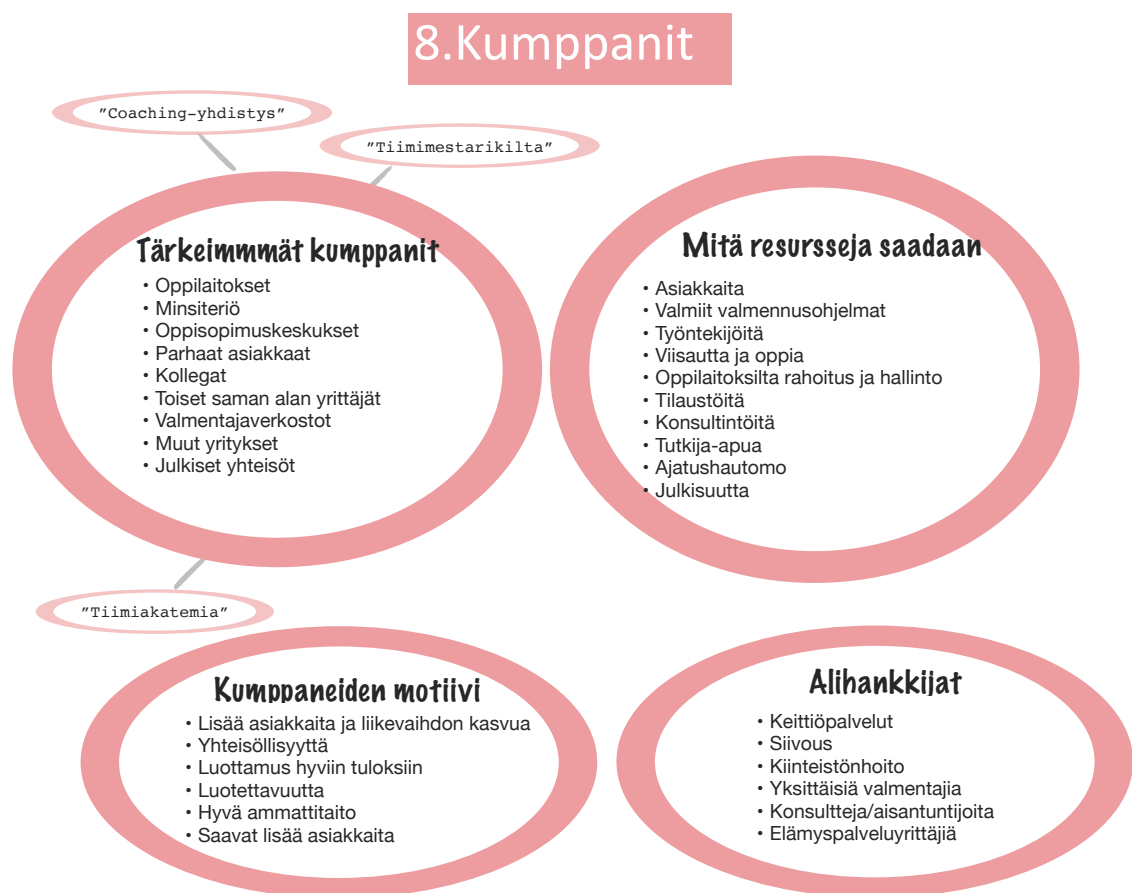 8.Kumppanit
"Coaching-yhdistys"
"Tiimimestarikilta"
Tärkeimmmät kumppanit
• Oppilaitokset
• Minsiteriö
• Oppisopimuskeskukset
• Parhaat asiakkaat
• Kollegat
• Toiset saman alan yrittäjät
• Valmentajaverkostot
• Muut yritykset
• Julkiset yhteisöt
Mitä resursseja saadaan
• Asiakkaita
• Valmiit valmennusohjelmat
• Työntekijöitä
• Viisautta ja oppia
• Oppilaitoksilta rahoitus ja hallinto
• Tilaustöitä
• Konsultintöitä
• Tutkija-apua
• Ajatushautomo
• Julkisuutta
"Tiimiakatemia"
Kumppaneiden motiivi
• Lisää asiakkaita ja liikevaihdon kasvua
• Yhteisöllisyyttä
• Luottamus hyviin tuloksiin
• Luotettavuutta
• Hyvä ammattitaito
• Saavat lisää asiakkaita
Alihankkijat
• Keittiöpalvelut
• Siivous
• Kiinteistönhoito
• Yksittäisiä valmentajia
• Konsultteja/aisantuntijoita
• Elämyspalveluyrittäjiä